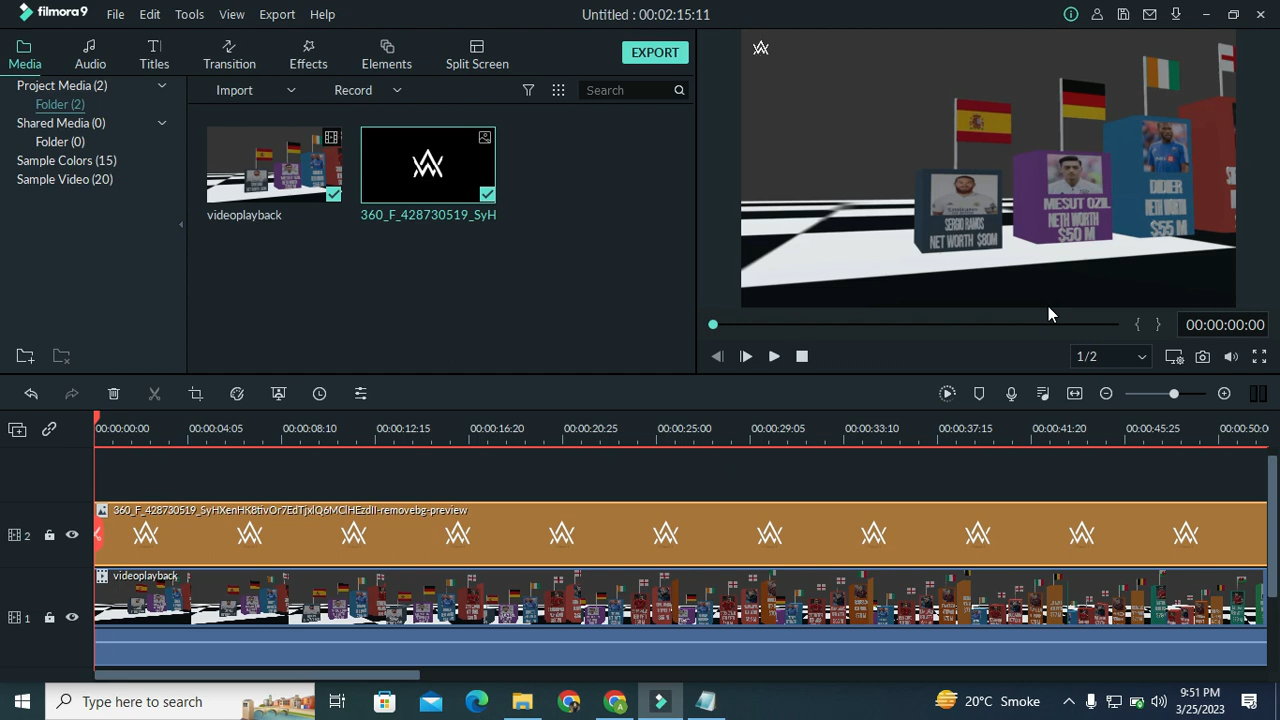 filmora9 File Edit Tools View Export Help Untitled : 00:02:15:11
Media Audio Titles Transition Effects Elements Split Screen EXPORT
Project Media (2)
Folder (2)
Shared Media (0)
Folder (0)
Sample Colors (15)
Sample Video (20)
Import Record Search
videoplayback 360_F_428730519_SyH
SERGIO RAMOS
NET WORTH $80M
MESUT OZIL
NETH WORTH
$50 M
DIDIER
NETH WORTH
$55 M
00:00:00:00
1/2
00:00:00:00 00:00:04:05 00:00:08:10 00:00:12:15 00:00:16:20 00:00:20:25 00:00:25:00 00:00:29:05 00:00:33:10 00:00:37:15 00:00:41:20 00:00:45:25 00:00:50:0
360_F_428730519_SyHXenHK8tivOr7EdTjxlQ6MClHEzdII-removebg-preview
2
videoplayback
1
Type here to search
20°C Smoke
9:51 PM
3/25/2023